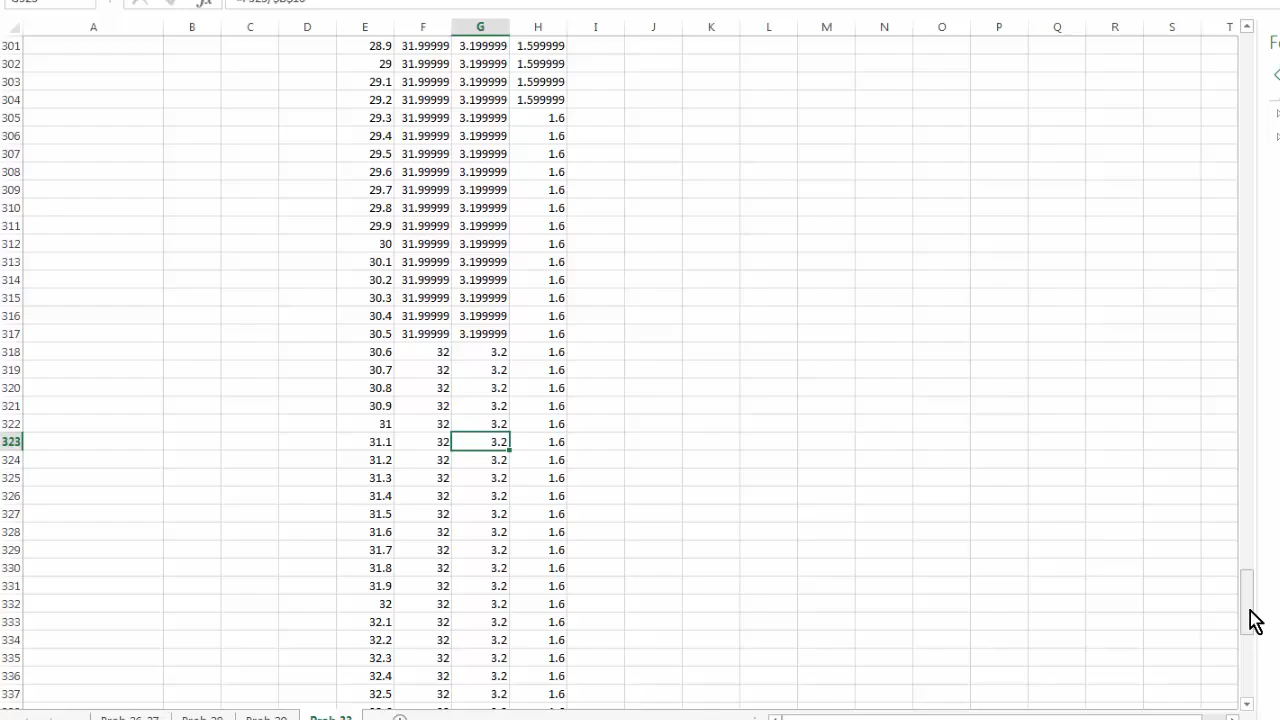 A B C D E F G H I J K L M N O P Q R S T
301 28.9 31.99999 3.199999 1.599999
302 29 31.99999 3.199999 1.599999
303 29.1 31.99999 3.199999 1.599999
304 29.2 31.99999 3.199999 1.599999
305 29.3 31.99999 3.199999 1.6
306 29.4 31.99999 3.199999 1.6
307 29.5 31.99999 3.199999 1.6
308 29.6 31.99999 3.199999 1.6
309 29.7 31.99999 3.199999 1.6
310 29.8 31.99999 3.199999 1.6
311 29.9 31.99999 3.199999 1.6
312 30 31.99999 3.199999 1.6
313 30.1 31.99999 3.199999 1.6
314 30.2 31.99999 3.199999 1.6
315 30.3 31.99999 3.199999 1.6
316 30.4 31.99999 3.199999 1.6
317 30.5 31.99999 3.199999 1.6
318 30.6 32 3.2 1.6
319 30.7 32 3.2 1.6
320 30.8 32 3.2 1.6
321 30.9 32 3.2 1.6
322 31 32 3.2 1.6
323 31.1 32 3.2 1.6
324 31.2 32 3.2 1.6
325 31.3 32 3.2 1.6
326 31.4 32 3.2 1.6
327 31.5 32 3.2 1.6
328 31.6 32 3.2 1.6
329 31.7 32 3.2 1.6
330 31.8 32 3.2 1.6
331 31.9 32 3.2 1.6
332 32 32 3.2 1.6
333 32.1 32 3.2 1.6
334 32.2 32 3.2 1.6
335 32.3 32 3.2 1.6
336 32.4 32 3.2 1.6
337 32.5 32 3.2 1.6